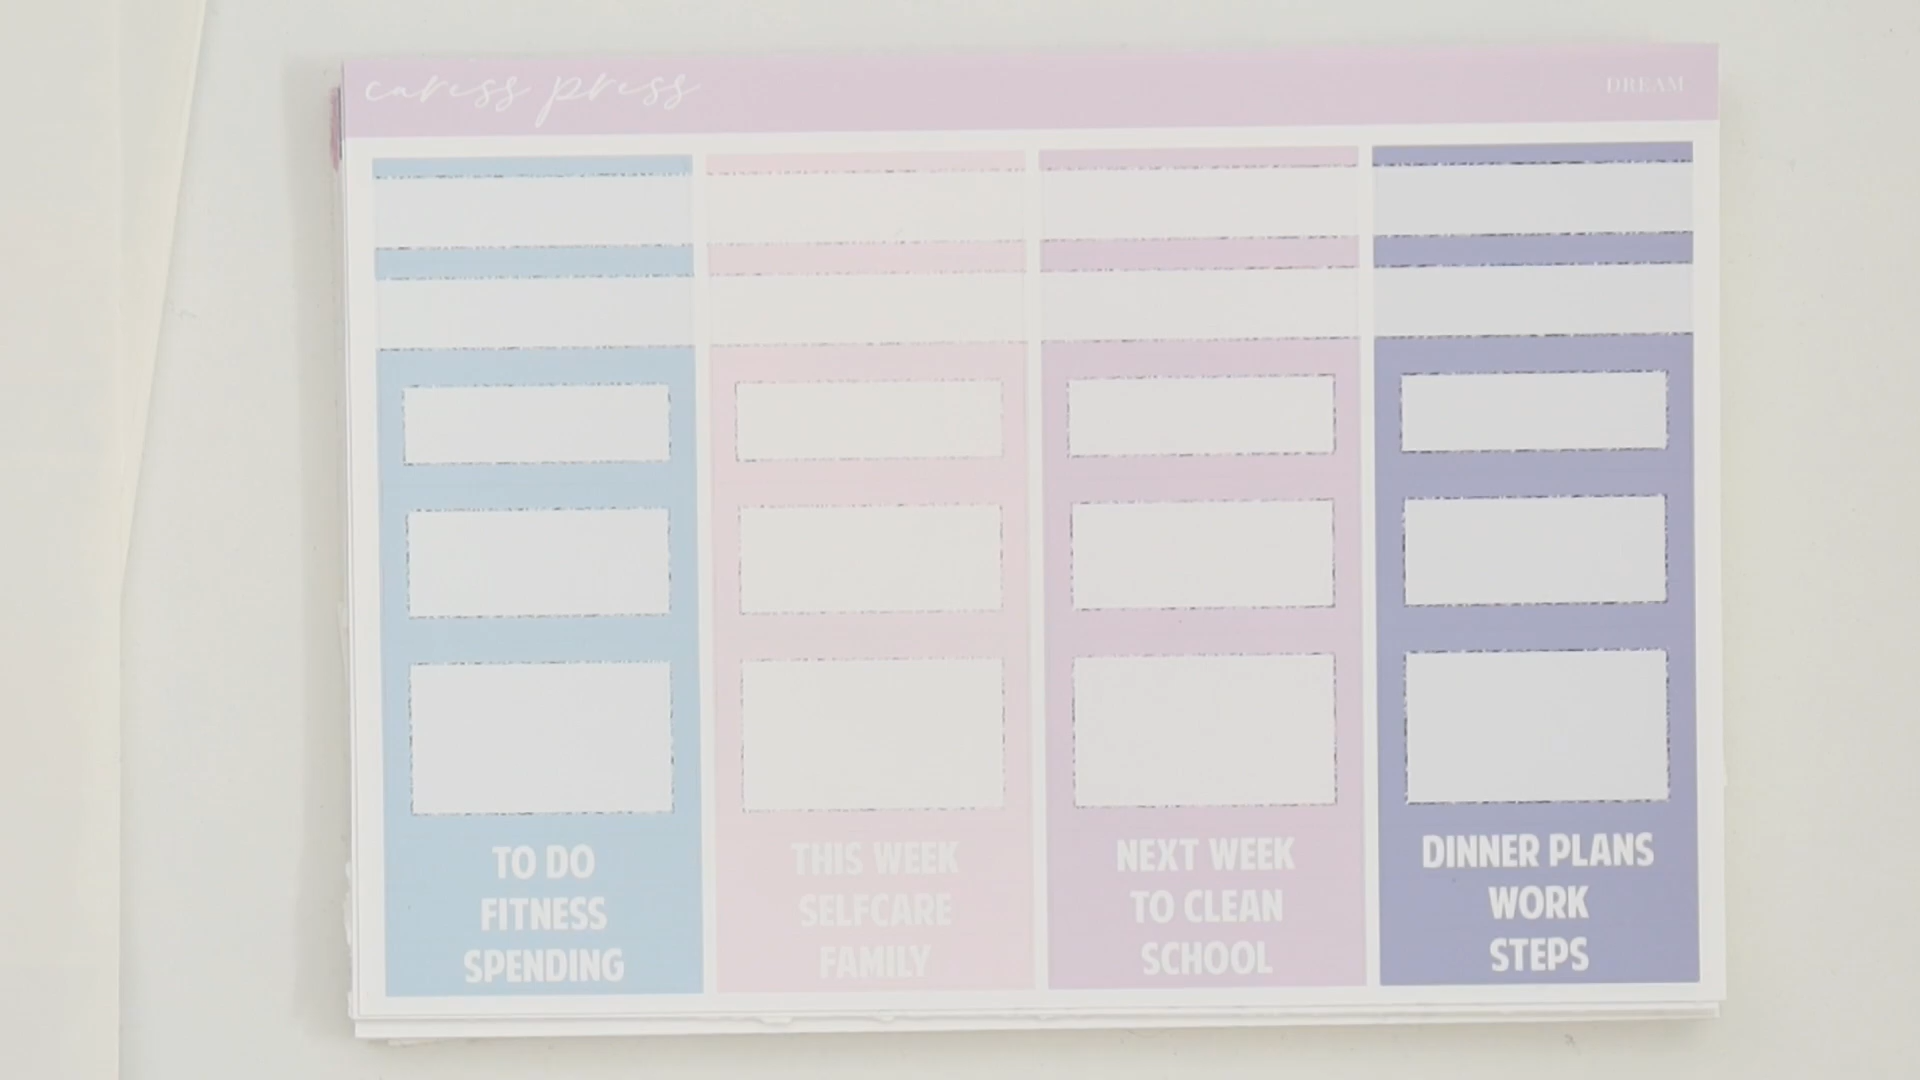 caress press
DREAM
TO DO
FITNESS
SPENDING
THIS WEEK
SELFCARE
FAMILY
NEXT WEEK
TO CLEAN
SCHOOL
DINNER PLANS
WORK
STEPS